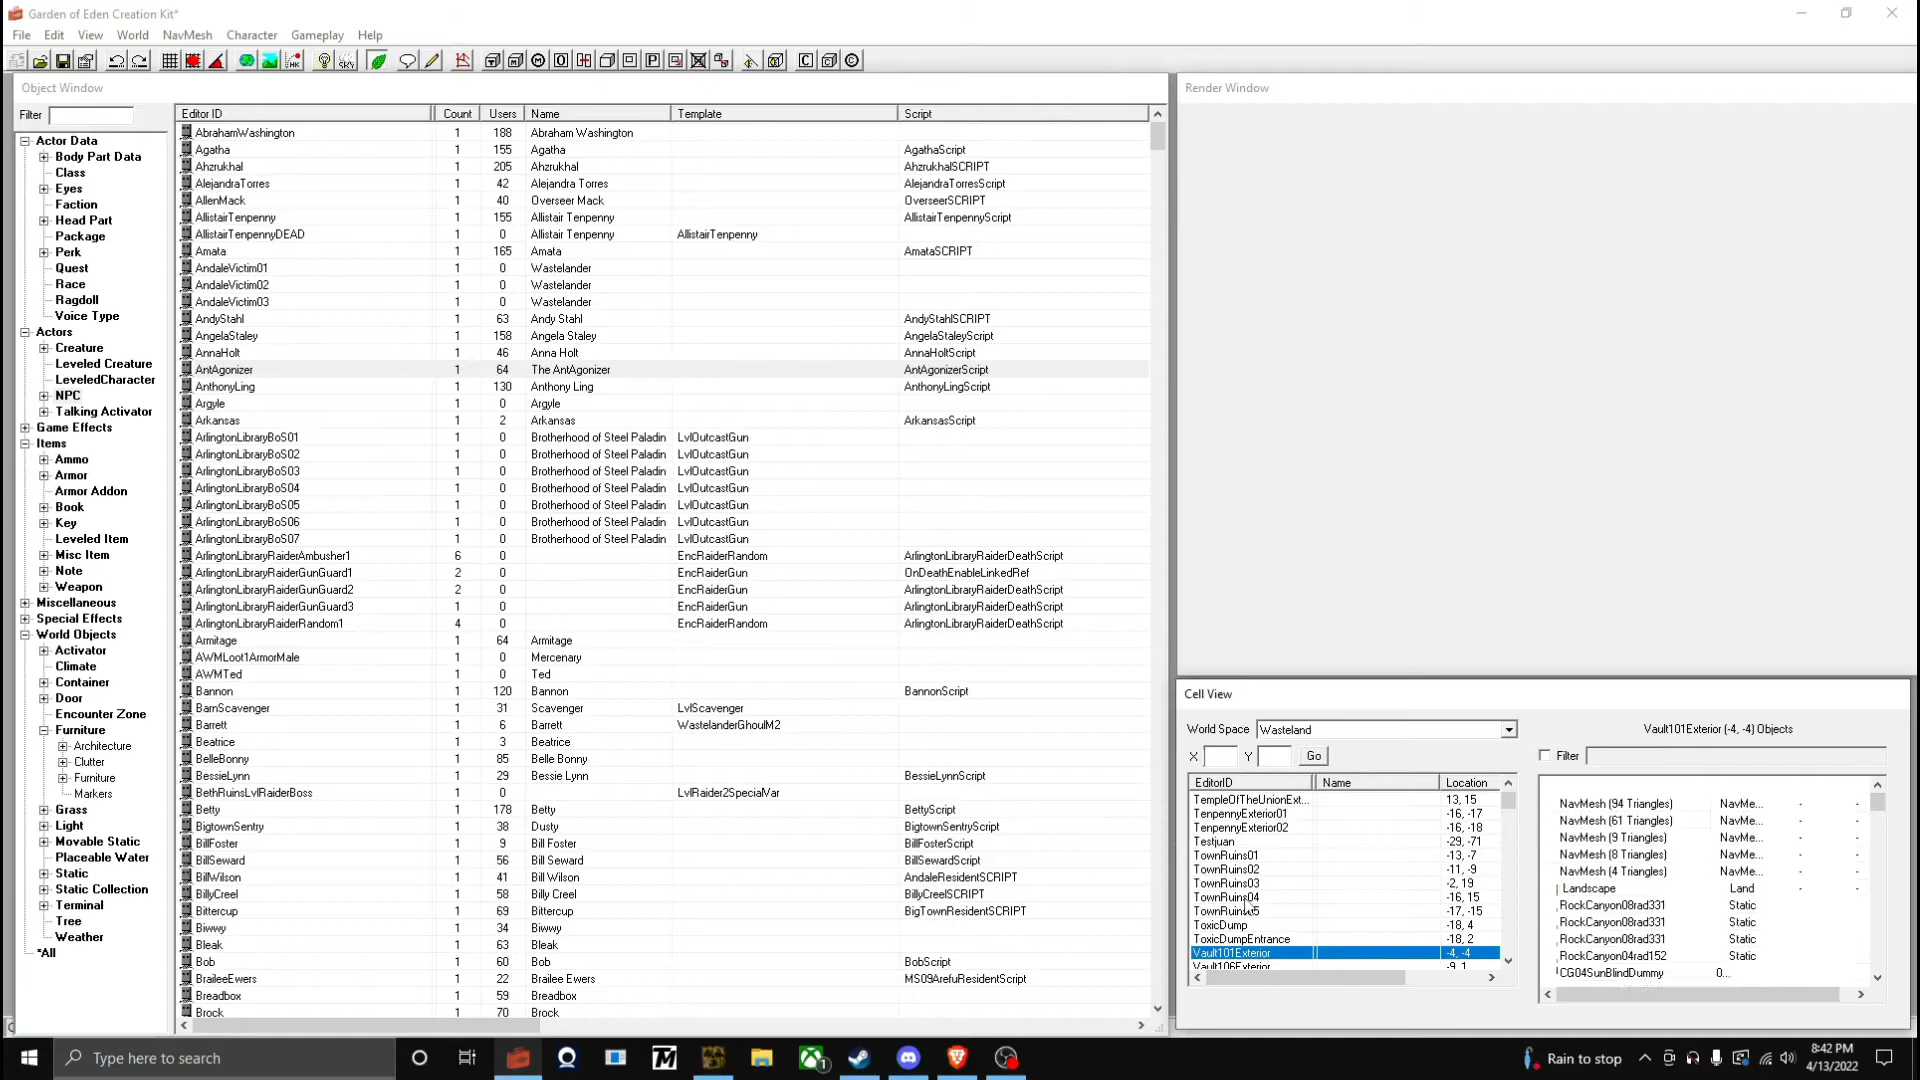 Garden of Eden Creation Kit*
File Edit View World NavMesh Character Gameplay Help
Object Window
Filter
Actor Data
Body Part Data
Class
Eyes
Faction
Head Part
Package
Perk
Quest
Race
Ragdoll
Voice Type
Actors
Creature
Leveled Creature
LeveledCharacter
NPC
Talking Activator
Game Effects
Items
Ammo
Armor
Armor Addon
Book
Key
Leveled Item
Misc Item
Note
Weapon
Miscellaneous
Special Effects
World Objects
Activator
Climate
Container
Door
Encounter Zone
Furniture
Architecture
Clutter
Furniture
Markers
Grass
Light
Movable Static
Placeable Water
Static
Static Collection
Terminal
Tree
Weather
*All
Editor ID Count Users Name Template Script
AbrahamWashington 1 188 Abraham Washington
Agatha 1 155 Agatha AgathaScript
Ahzrukhal 1 205 Ahzrukhal AhzrukhalSCRIPT
AlejandraTorres 1 42 Alejandra Torres AlejandraTorresScript
AllenMack 1 40 Overseer Mack OverseerSCRIPT
AllistairTenpenny 1 155 Allistair Tenpenny AllistairTenpennyScript
AllistairTenpennyDEAD 1 0 Allistair Tenpenny AllistairTenpenny
Amata 1 165 Amata AmataSCRIPT
AndaleVictim01 1 0 Wastelander
AndaleVictim02 1 0 Wastelander
AndaleVictim03 1 0 Wastelander
AndyStahl 1 63 Andy Stahl AndyStahlSCRIPT
AngelaStaley 1 158 Angela Staley AngelaStaleyScript
AnnaHolt 1 46 Anna Holt AnnaHoltScript
AntAgonizer 1 64 The AntAgonizer AntAgonizerScript
AnthonyLing 1 130 Anthony Ling AnthonyLingScript
Argyle 1 0 Argyle
Arkansas 1 2 Arkansas ArkansasScript
ArlingtonLibraryBoS01 1 0 Brotherhood of Steel Paladin LvlOutcastGun
ArlingtonLibraryBoS02 1 0 Brotherhood of Steel Paladin LvlOutcastGun
ArlingtonLibraryBoS03 1 0 Brotherhood of Steel Paladin LvlOutcastGun
ArlingtonLibraryBoS04 1 0 Brotherhood of Steel Paladin LvlOutcastGun
ArlingtonLibraryBoS05 1 0 Brotherhood of Steel Paladin LvlOutcastGun
ArlingtonLibraryBoS06 1 0 Brotherhood of Steel Paladin LvlOutcastGun
ArlingtonLibraryBoS07 1 0 Brotherhood of Steel Paladin LvlOutcastGun
ArlingtonLibraryRaiderAmbusher1 6 0 EncRaiderRandom ArlingtonLibraryRaiderDeathScript
ArlingtonLibraryRaiderGunGuard1 2 0 EncRaiderGun OnDeathEnableLinkedRef
ArlingtonLibraryRaiderGunGuard2 2 0 EncRaiderGun ArlingtonLibraryRaiderDeathScript
ArlingtonLibraryRaiderGunGuard3 1 0 EncRaiderGun ArlingtonLibraryRaiderDeathScript
ArlingtonLibraryRaiderRandom1 4 0 EncRaiderRandom ArlingtonLibraryRaiderDeathScript
Armitage 1 64 Armitage
AWMLoot1ArmorMale 1 0 Mercenary
AWMTed 1 0 Ted
Bannon 1 120 Bannon BannonScript
BarnScavenger 1 31 Scavenger LvlScavenger
Barrett 1 6 Barrett WastelanderGhoulM2
Beatrice 1 3 Beatrice
BelleBonny 1 85 Belle Bonny
BessieLynn 1 29 Bessie Lynn BessieLynnScript
BethRuinsLvlRaiderBoss 1 0 LvlRaider2SpecialVar
Betty 1 178 Betty BettyScript
BigtownSentry 1 38 Dusty BigtownSentryScript
BillFoster 1 9 Bill Foster BillFosterScript
BillSeward 1 56 Bill Seward BillSewardScript
BillWilson 1 41 Bill Wilson AndaleResidentSCRIPT
BillyCreel 1 58 Billy Creel BillyCreelSCRIPT
Bittercup 1 69 Bittercup BigTownResidentSCRIPT
Biwwy 1 34 Biwwy
Bleak 1 63 Bleak
Bob 1 60 Bob BobScript
BraileeEwers 1 22 Brailee Ewers MS09ArefuResidentScript
Breadbox 1 59 Breadbox
Brock 1 70 Brock
Render Window
Cell View
World Space Wasteland Vault101Exterior (-4, -4) Objects
X Y Go Filter
EditorID Name Location
TempleOfTheUnionExt... 13, 15
TenpennyExterior01 -16, -17
TenpennyExterior02 -16, -18
Testjuan -29, -71
TownRuins01 -13, -7
TownRuins02 -11, -9
TownRuins03 -2, 19
TownRuins04 -16, 15
TownRuins05 -17, -15
ToxicDump -18, 4
ToxicDumpEntrance -18, 2
Vault101Exterior -4, -4
Vault106Exterior -9, 1
NavMesh (94 Triangles) NavMe... - -
NavMesh (61 Triangles) NavMe... - -
NavMesh (9 Triangles) NavMe... - -
NavMesh (8 Triangles) NavMe... - -
NavMesh (4 Triangles) NavMe... - -
Landscape Land - -
RockCanyon08rad331 Static
RockCanyon08rad331 Static
RockCanyon08rad331 Static
RockCanyon04rad152 Static
CG04SunBlindDummy 0...
Type here to search
Rain to stop
8:42 PM
4/13/2022